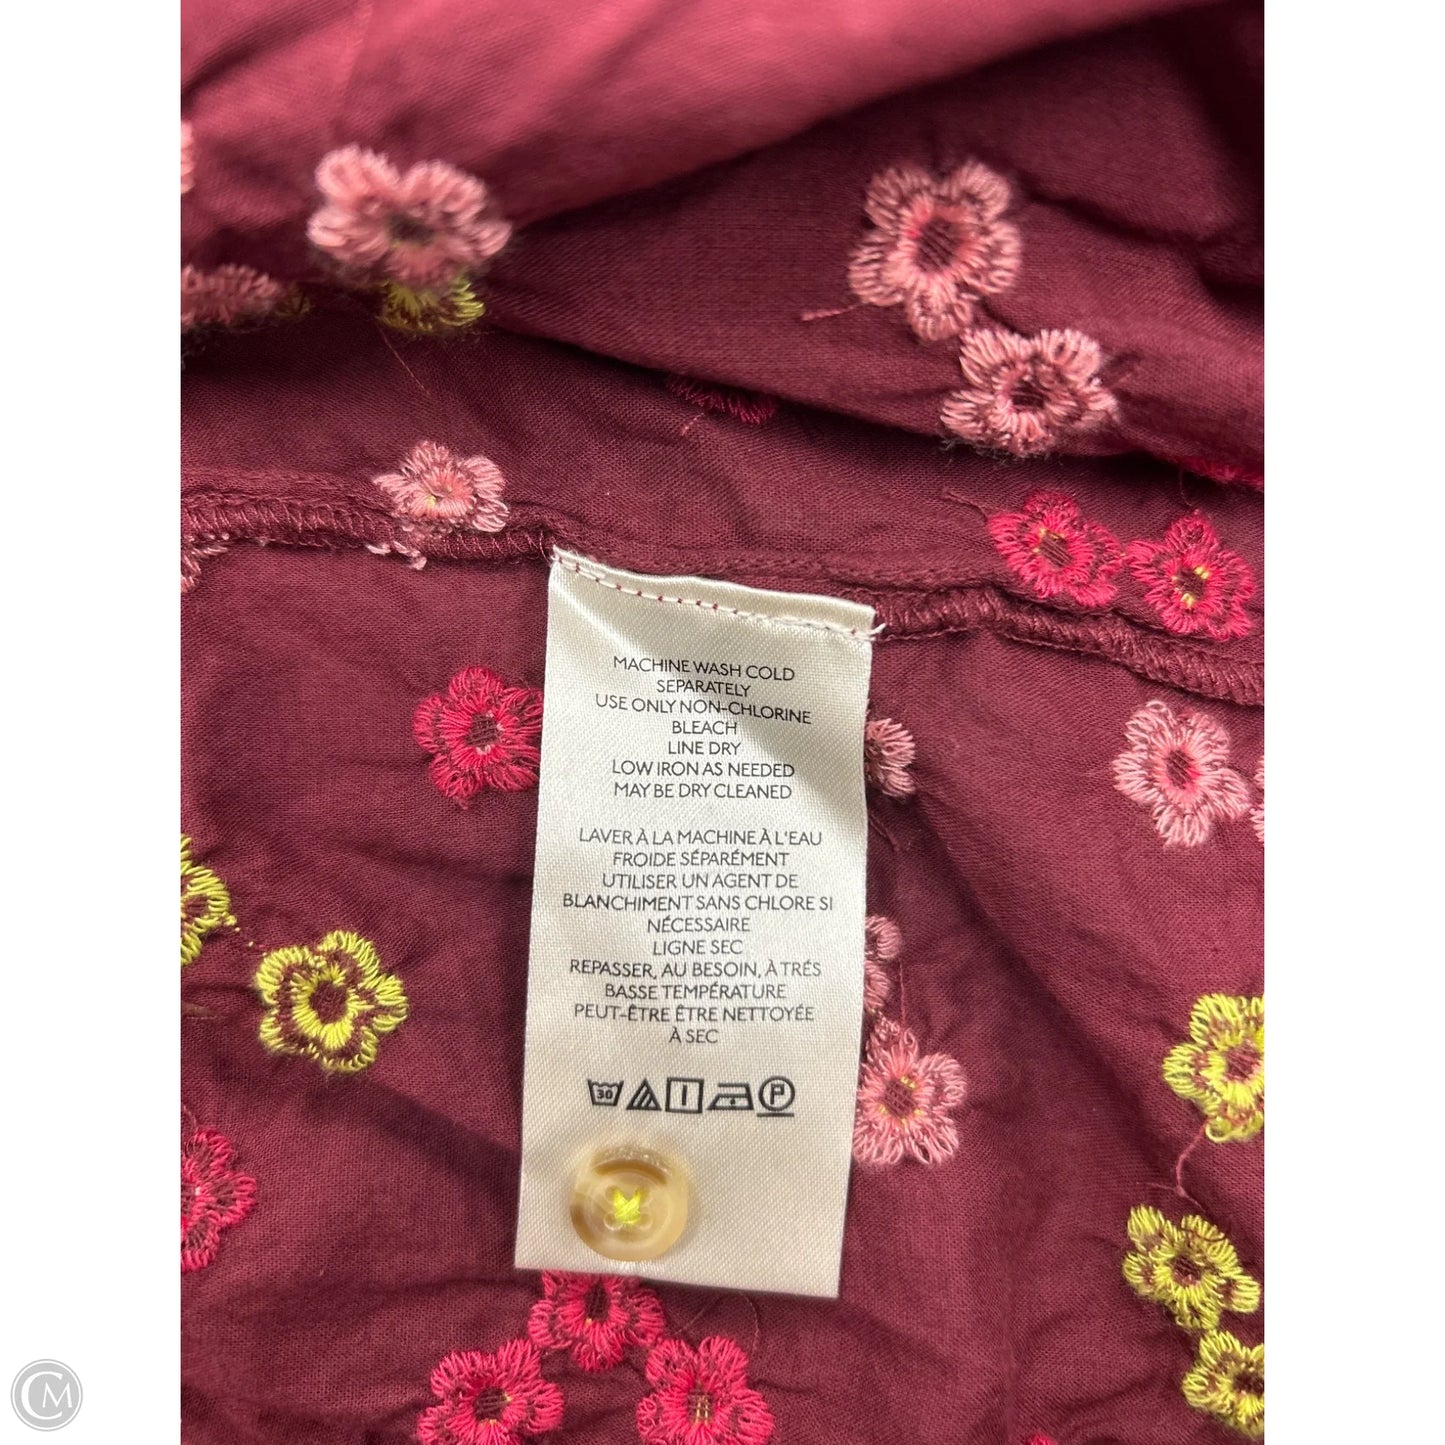 MACHINE WASH COLD
SEPARATELY
USE ONLY NON-CHLORINE
BLEACH
LINE DRY
LOW IRON AS NEEDED
MAY BE DRY CLEANED
LAVER À LA MACHINE À L'EAU
FROIDE SÉPARÉMENT
UTILISER UN AGENT DE
BLANCHIMENT SANS CHLORE SI
NÉCESSAIRE
LIGNE SEC
REPASSER, AU BESOIN, À TRÉS
BASSE TEMPÉRATURE
PEUT-ÊTRE ÊTRE NETTOYÉE
À SEC
30 P
CM